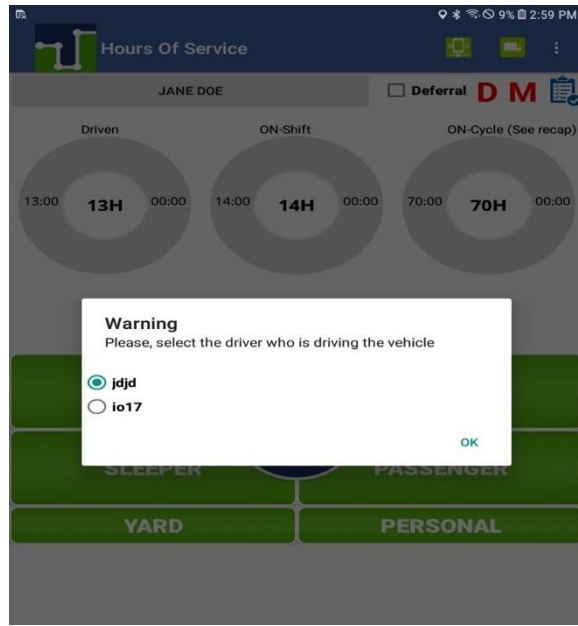 9% 2:59 PM
Hours Of Service
JANE DOE
Deferral D M
Driven ON-Shift ON-Cycle (See recap)
13:00 13H 00:00 14:00 14H 00:00 70:00 70H 00:00
Warning
Please, select the driver who is driving the vehicle
jdjd
io17
OK
SLEEPER PASSENGER
YARD PERSONAL